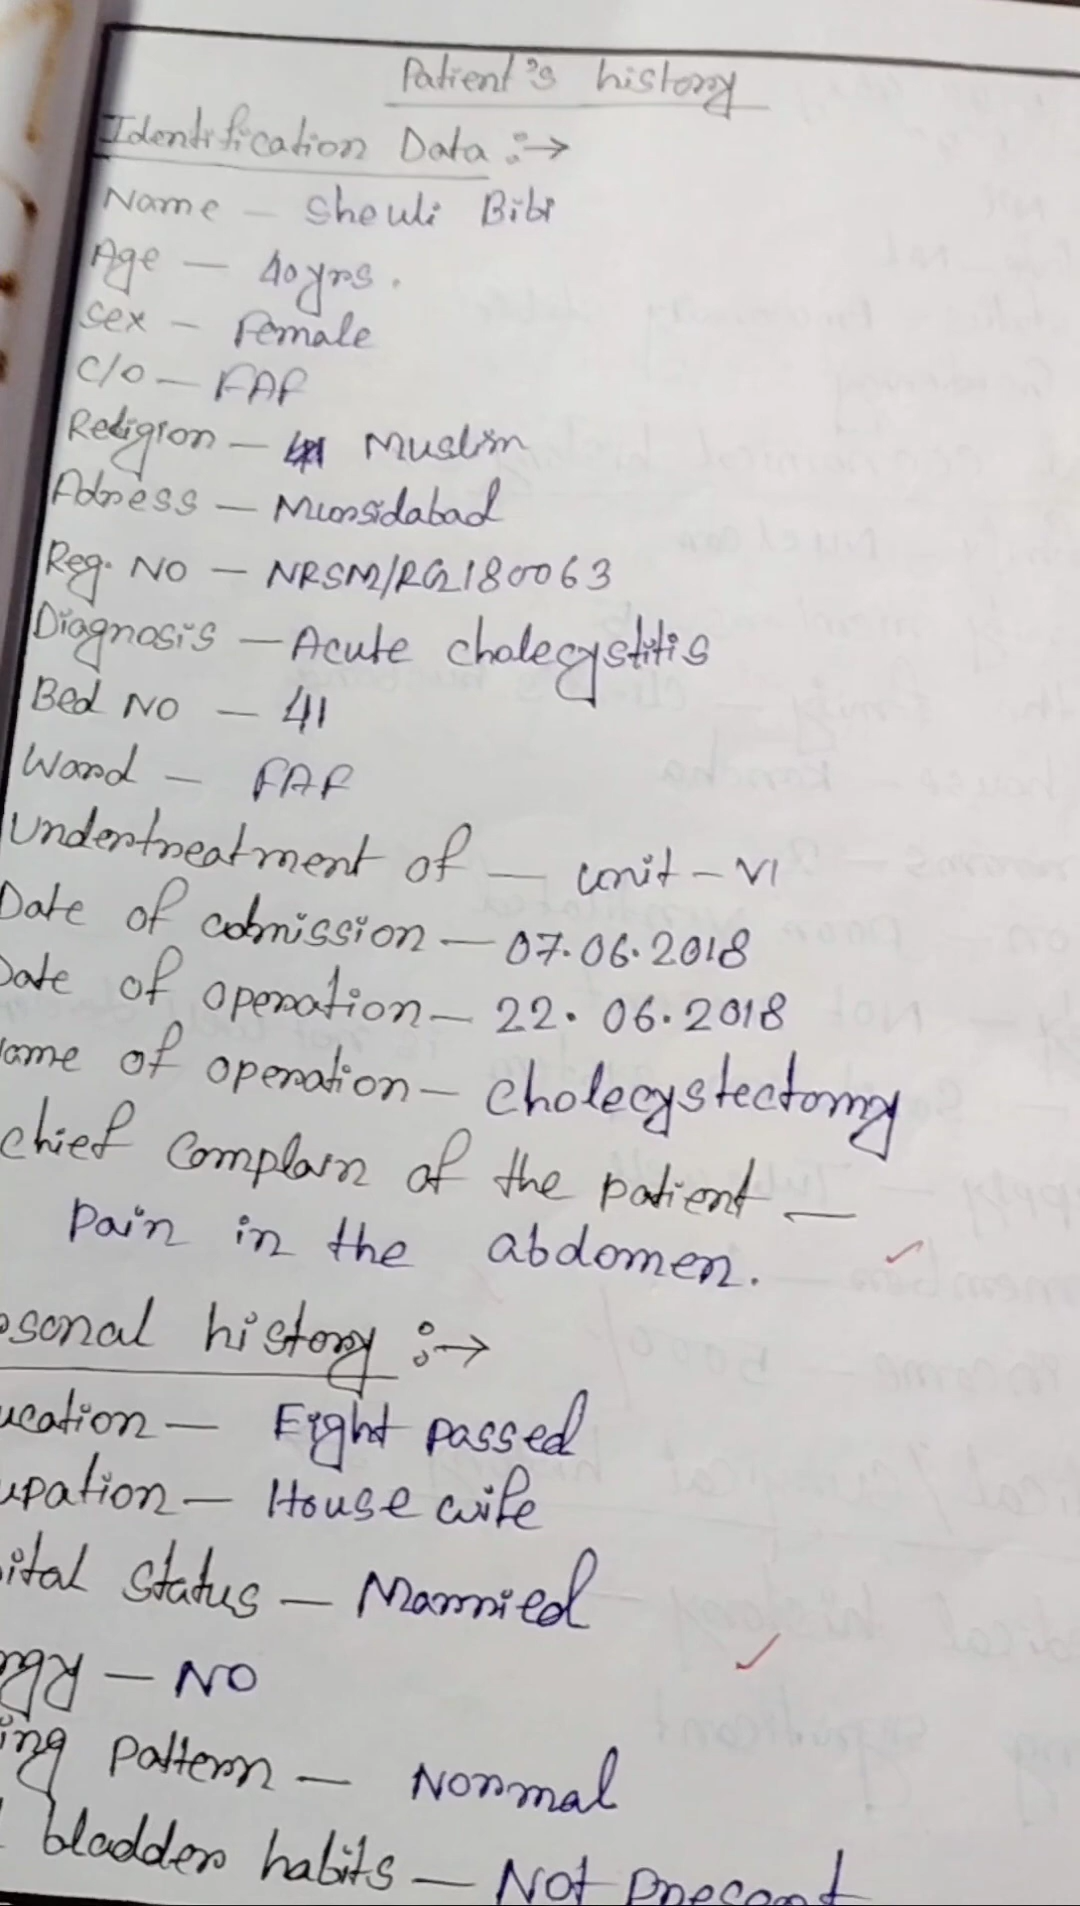 Patient's history
Identification Data :→
Name — Sheuli Bibi
Age — 40yrs.
Sex — Female
C/O — FAF
Religion — Muslim
Adress — Mursidabad
Reg. No — NRSM/RG2180063
Diagnosis — Acute cholecystitis
Bed No — 41
Ward — FAF
Undertreatment of — unit - VI
Date of admission — 07.06.2018
Date of operation — 22.06.2018
ame of operation — Cholecystectomy
Chief Complain of the patient —
Pain in the abdomen.
sonal history :→
ucation — Eight passed
upation — House wife
ital status — Married
— NO
ing pattern — Normal
bladder habits — Not Present